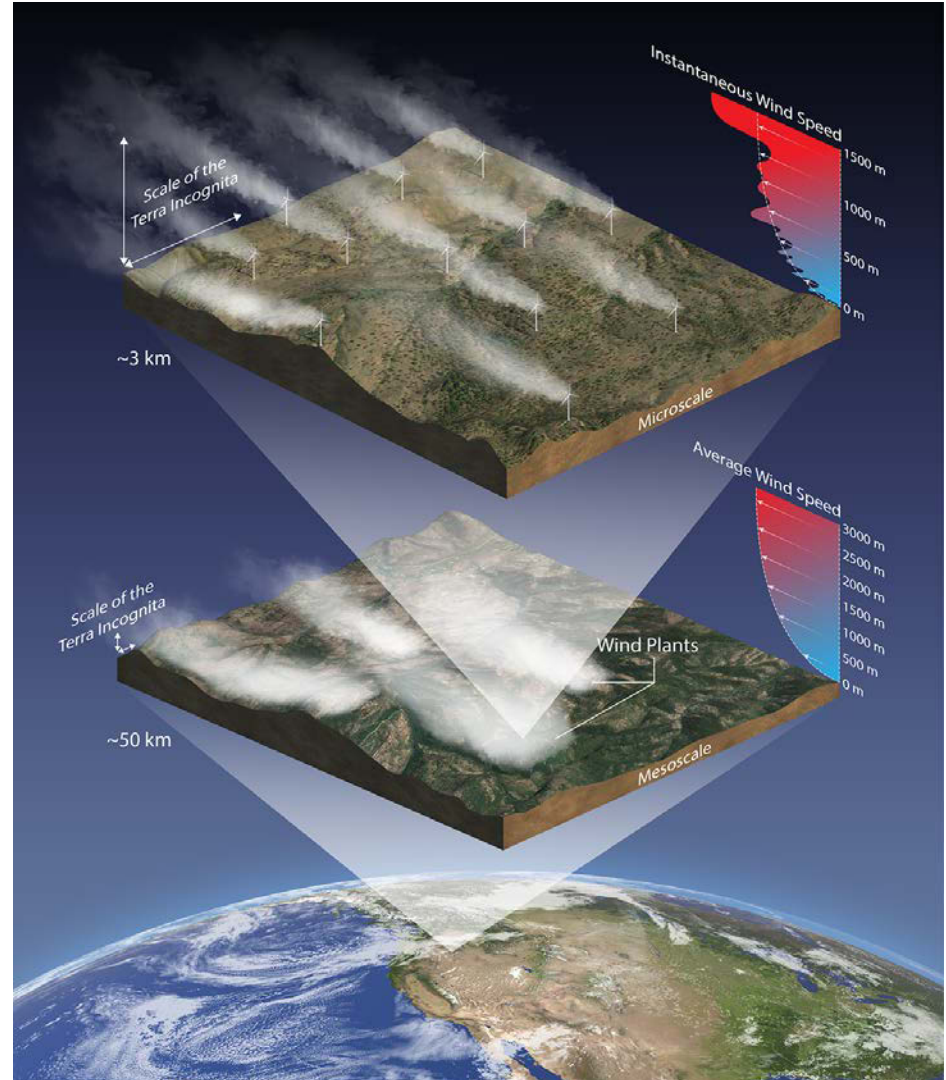 Instantaneous Wind Speed
1500 m
1000 m
500 m
0 m
Scale of the
Terra Incognita
~3 km
Microscale
Average Wind Speed
3000 m
2500 m
2000 m
1500 m
1000 m
500 m
0 m
Scale of the
Terra Incognita
Wind Plants
~50 km
Mesoscale